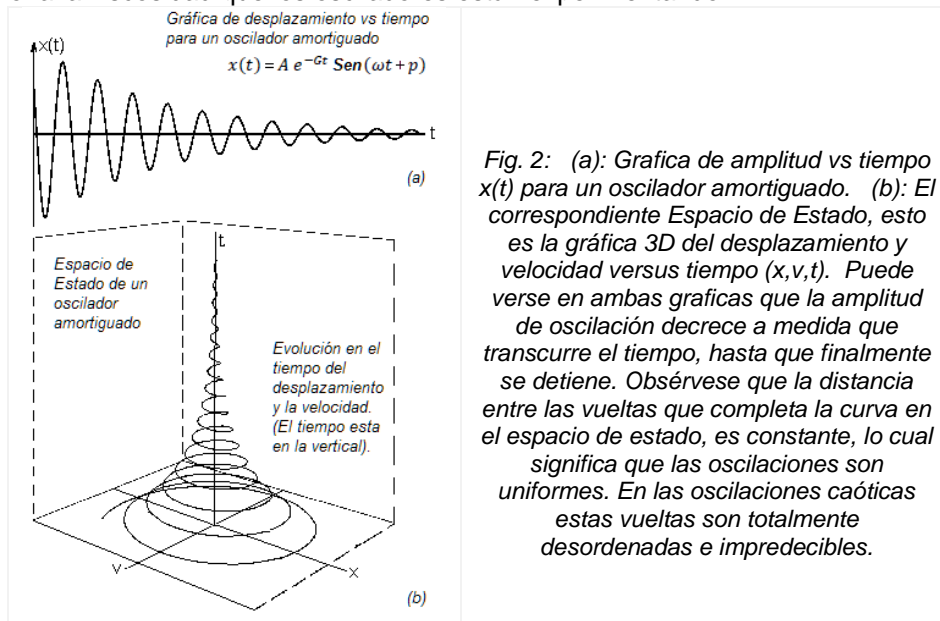 Gráfica de desplazamiento vs tiempo
para un oscilador amortiguado
x(t) = A e^{-Gt} Sen(ωt+p)
x(t)
t
(a)
Espacio de
Estado de un
oscilador
amortiguado
t
Evolución en el
tiempo del
desplazamiento
y la velocidad.
(El tiempo esta
en la vertical).
v
x
(b)
Fig. 2: (a): Grafica de amplitud vs tiempo
x(t) para un oscilador amortiguado. (b): El
correspondiente Espacio de Estado, esto
es la gráfica 3D del desplazamiento y
velocidad versus tiempo (x,v,t). Puede
verse en ambas graficas que la amplitud
de oscilación decrece a medida que
transcurre el tiempo, hasta que finalmente
se detiene. Obsérvese que la distancia
entre las vueltas que completa la curva en
el espacio de estado, es constante, lo cual
significa que las oscilaciones son
uniformes. En las oscilaciones caóticas
estas vueltas son totalmente
desordenadas e impredecibles.